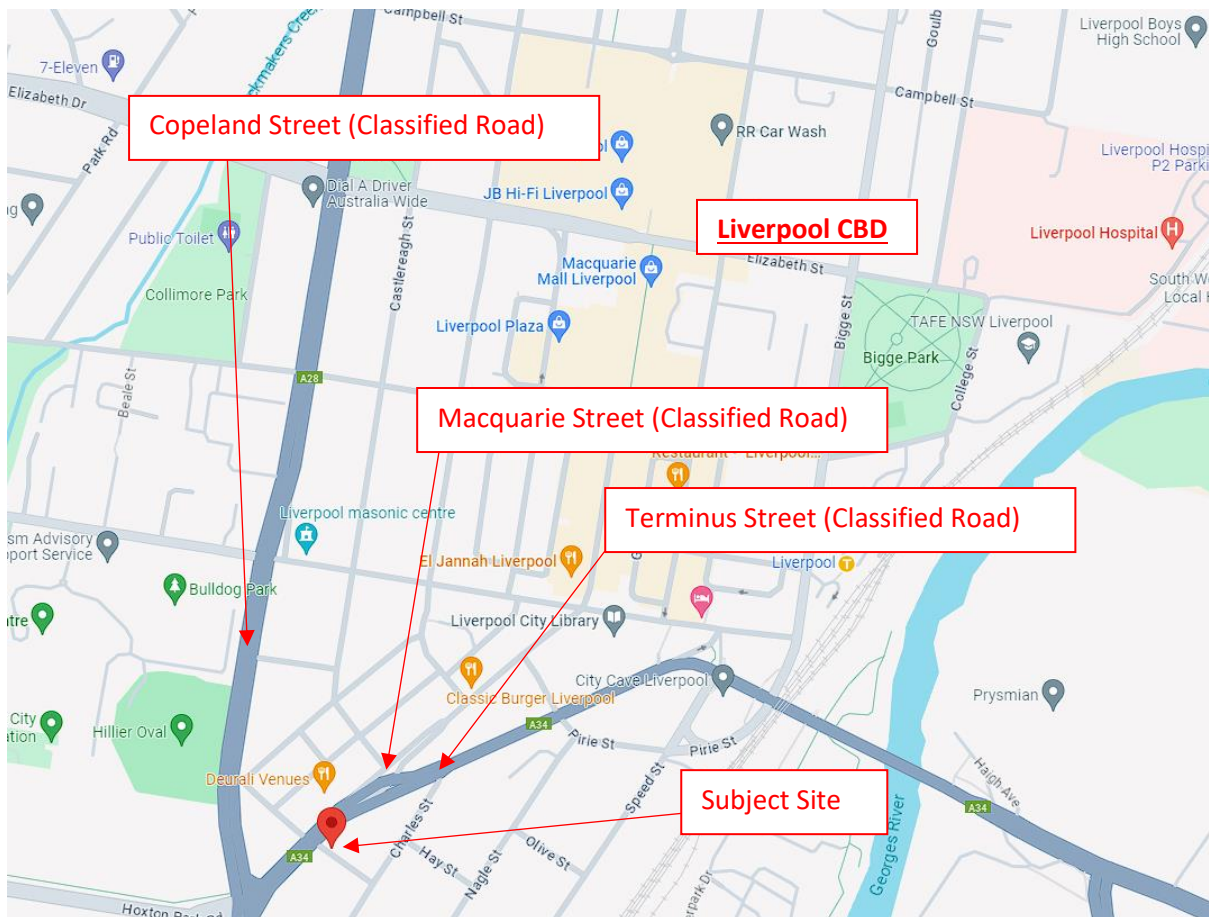 Campbell St
Goulb
Liverpool Boys
High School
7-Eleven
Elizabeth Dr
Campbell St
Copeland Street (Classified Road)
RR Car Wash
Park Rd
Liverpool Hospi
P2 Parki
Dial A Driver
Australia-Wide
JB Hi-Fi Liverpool
Public Toilet
Liverpool CBD
Liverpool Hospital
Castlereagh St
Macquarie
Mall Liverpool
Elizabeth St
South We
Local H
Collimore Park
Liverpool Plaza
Bigge St
TAFE NSW Liverpool
Bigge Park
College St
Beale St
A28
Macquarie Street (Classified Road)
Liverpool masonic centre
Terminus Street (Classified Road)
sm Advisory
pport Service
El Jannah Liverpool
Liverpool
Bulldog Park
tre
Liverpool City Library
City Cave Liverpool
Classic Burger Liverpool
Prysmian
City
ation
Hillier Oval
A34
Pirie St
Pirie St
Deurali Venues
Speed St
Subject Site
Haigh Ave
A34
Charles St
A34
Hay St
Olive St
Nagle St
Georges River
Hoxton Park Rd